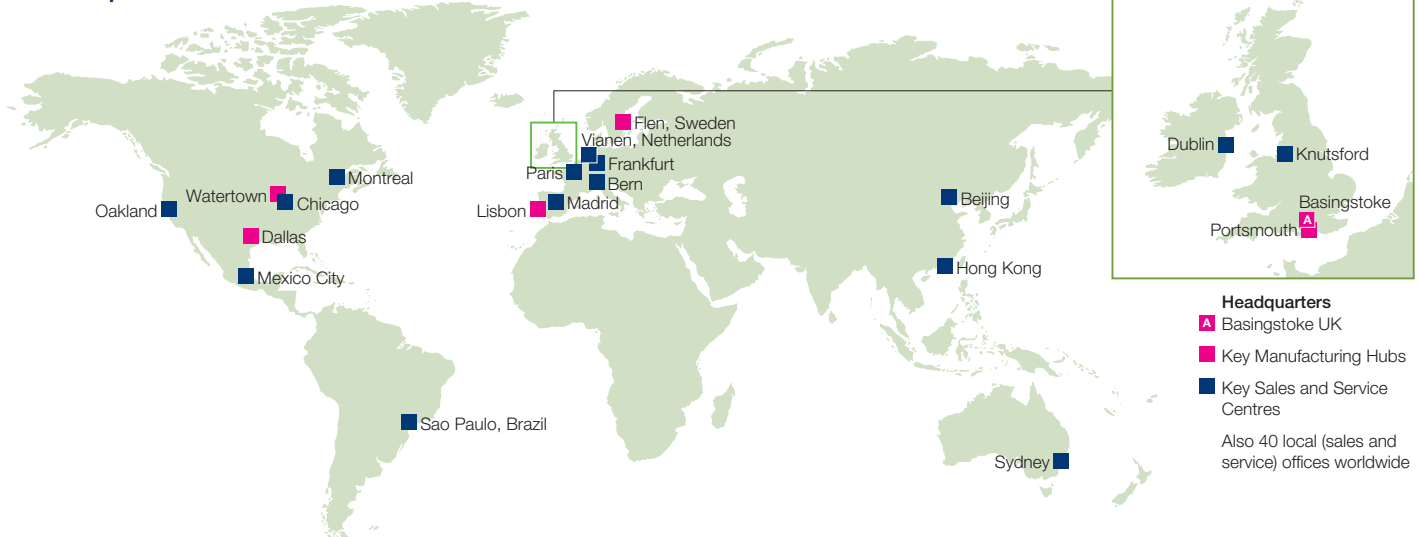 Flen, Sweden
Vianen, Netherlands
Frankfurt
Paris
Bern
Madrid
Lisbon
Montreal
Watertown
Chicago
Oakland
Dallas
Mexico City
Sao Paulo, Brazil
Beijing
Hong Kong
Sydney
Dublin
Knutsford
Basingstoke
A
Portsmouth
Headquarters
A Basingstoke UK
Key Manufacturing Hubs
Key Sales and Service
Centres
Also 40 local (sales and
service) offices worldwide